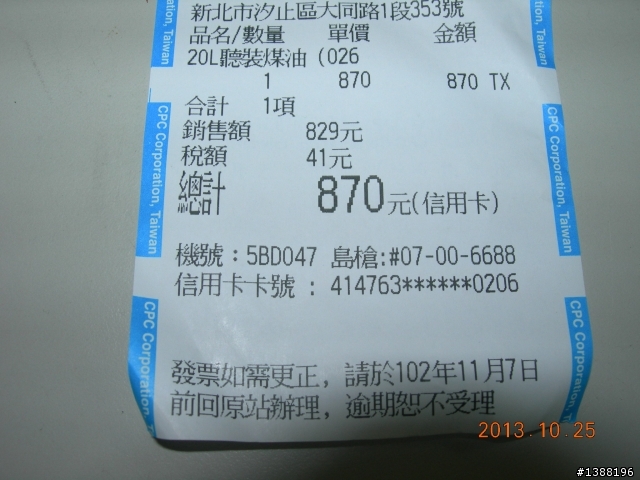 新北市汐止區大同路1段353號
品名/數量 單價 金額
20L聽裝煤油 (026
1 870 870 TX
合計 1項
銷售額 829元
稅額 41元
總計 870元(信用卡)
機號：5BD047 島槍:#07-00-6688
信用卡卡號 : 414763******0206
發票如需更正, 請於102年11月7日
前回原站辦理, 逾期恕不受理
CPC Corporation, Taiwan
CPC Corporation, Taiwan
CPC Corporation, Taiwan
CPC Corporation, Taiwan
2013.10.25
#1388196